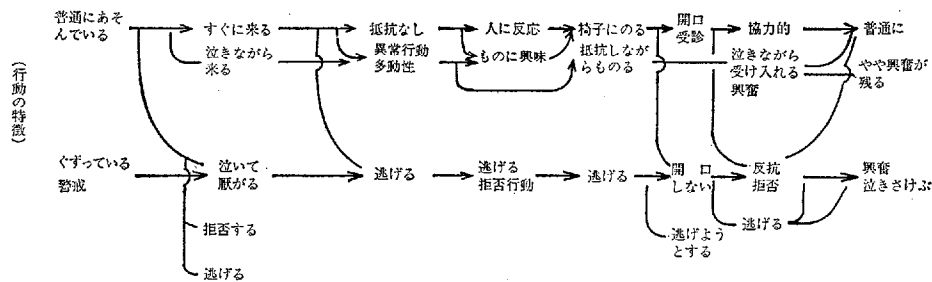 普通にあそ
んでいる
すぐに来る
泣きながら
来る
抵抗なし
異常行動
多動性
人に反応
ものに興味
椅子にのる
抵抗しなが
らものる
開口
受診
協力的
泣きながら
受け入れる
興奮
普通に
やや興奮が
残る
(行動の特徴)
ぐずっている
警戒
泣いて
厭がる
拒否する
逃げる
逃げる
逃げる
拒否行動
逃げる
開口
しない
逃げよう
とする
反抗
拒否
逃げる
興奮
泣きさけぶ